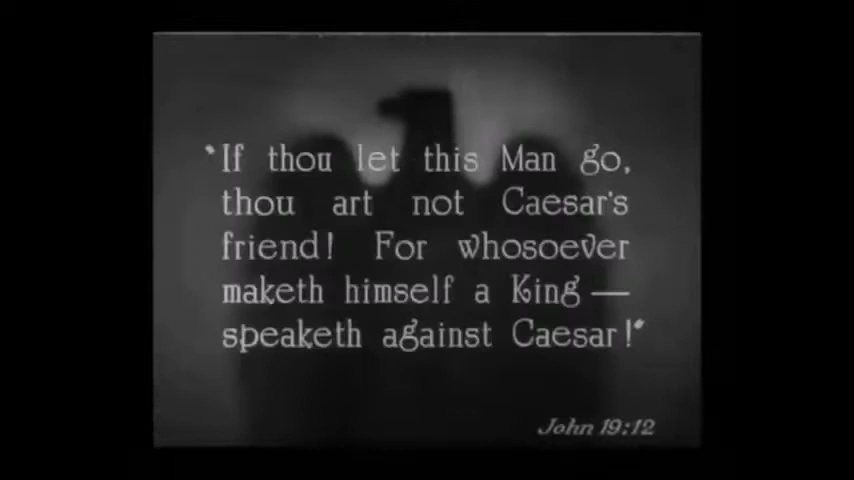 "If thou let this Man go,
thou art not Caesar's
friend! For whosoever
maketh himself a King —
speaketh against Caesar!"
John 19:12